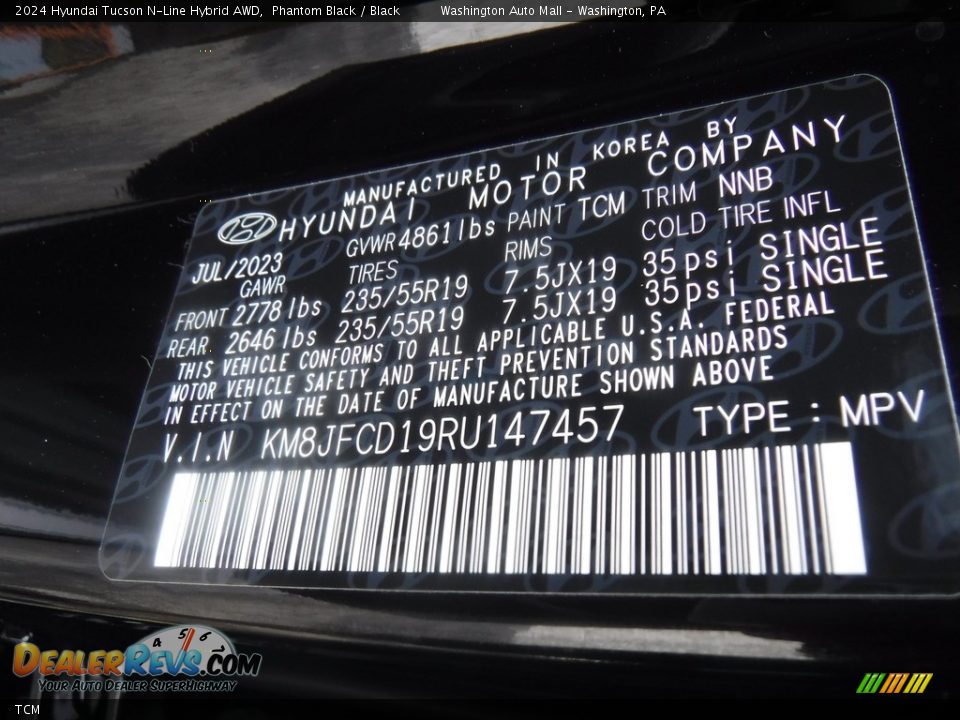 2024 Hyundai Tucson N-Line Hybrid AWD, Phantom Black / Black Washington Auto Mall - Washington, PA
MANUFACTURED IN KOREA BY
HYUNDAI MOTOR COMPANY
JUL/2023 GVWR 4861 lbs PAINT TCM TRIM NNB
GAWR TIRES RIMS COLD TIRE INFL
FRONT 2778 lbs 235/55R19 7.5JX19 35psi SINGLE
REAR 2646 lbs 235/55R19 7.5JX19 35psi SINGLE
THIS VEHICLE CONFORMS TO ALL APPLICABLE U.S.A. FEDERAL
MOTOR VEHICLE SAFETY AND THEFT PREVENTION STANDARDS
IN EFFECT ON THE DATE OF MANUFACTURE SHOWN ABOVE
V.I.N KM8JFCD19RU147457 TYPE : MPV
4 5 6
DEALERREVS.COM
YOUR AUTO DEALER SUPERHIGHWAY
TCM